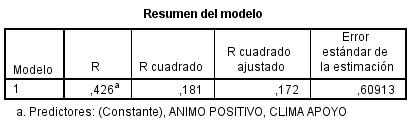 Resumen del modelo
Modelo R R cuadrado R cuadrado ajustado Error estándar de la estimación
1 ,426a ,181 ,172 ,60913
a. Predictores: (Constante), ANIMO POSITIVO, CLIMA APOYO